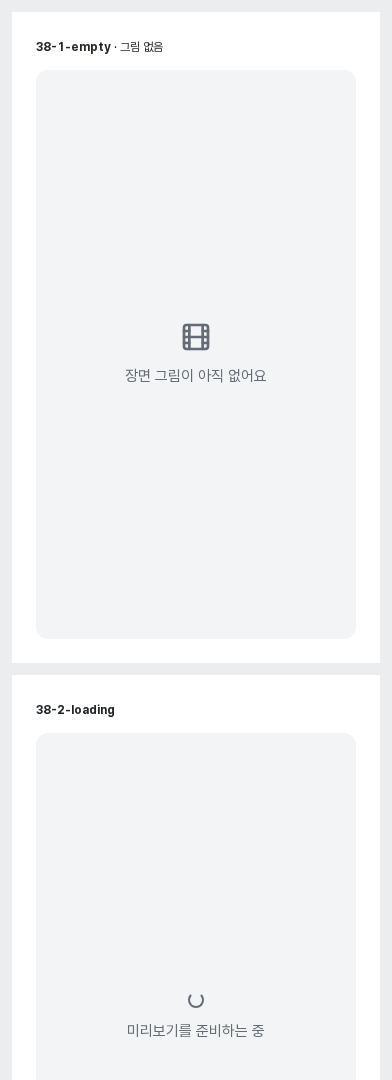 38-1-empty · 그림 없음
장면 그림이 아직 없어요
38-2-loading
미리보기를 준비하는 중